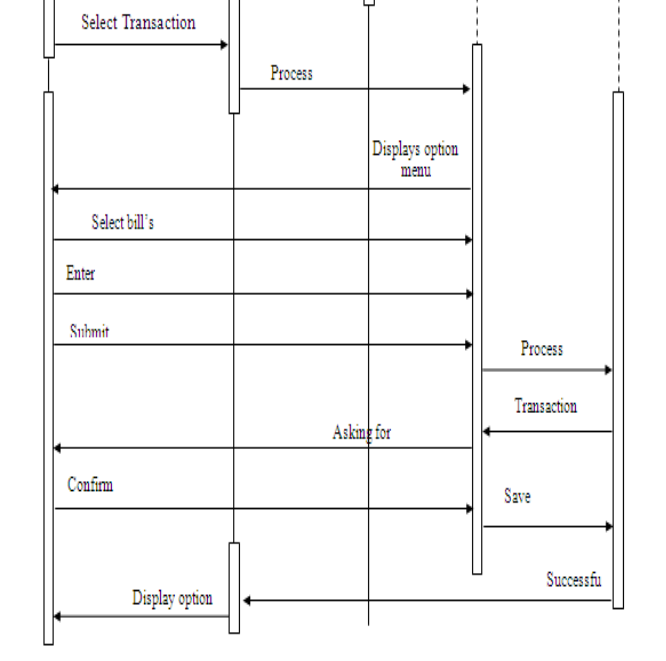 Select Transaction
Process
Displays option
menu
Select bill's
Enter
Submit
Process
Transaction
Asking for
Confirm
Save
Successfu
Display option